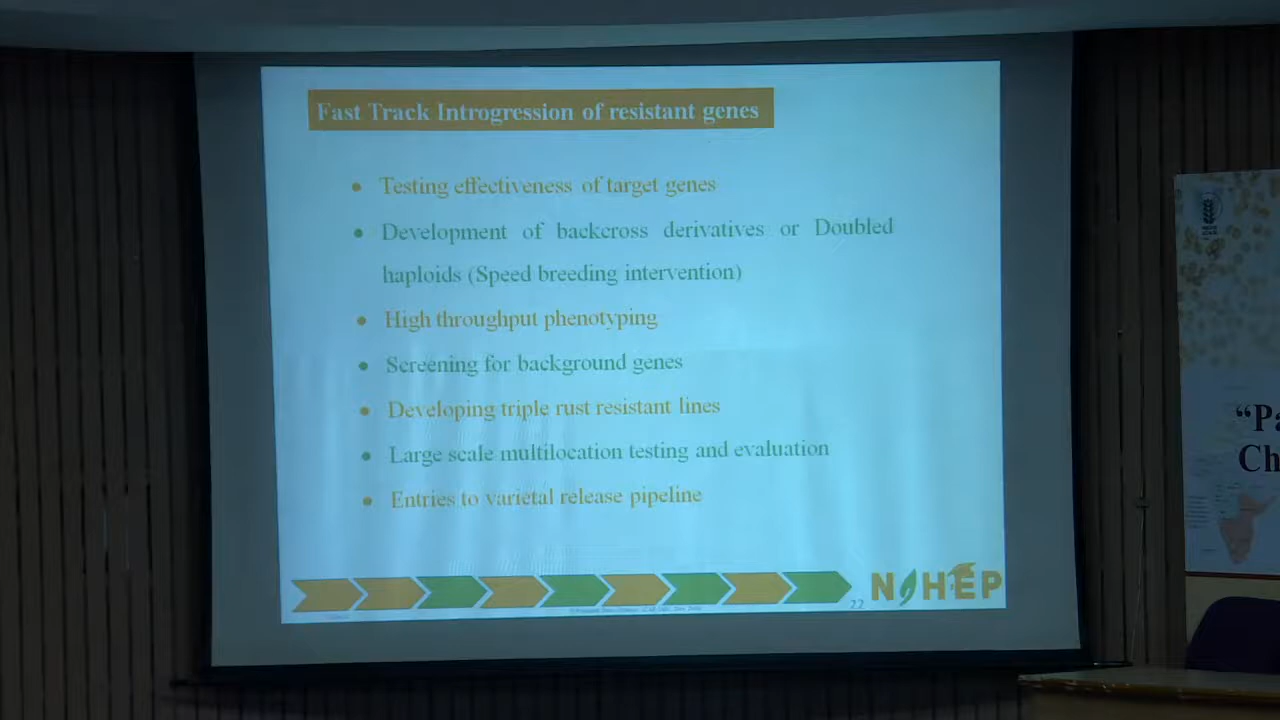 Fast Track Introgression of resistant genes
• Testing effectiveness of target genes
• Development of backcross derivatives or Doubled
haploids (Speed breeding intervention)
• High throughput phenotyping
• Screening for background genes
• Developing triple rust resistant lines
• Large scale multilocation testing and evaluation
• Entries to varietal release pipeline
22
NAHEP
“Pa
Ch